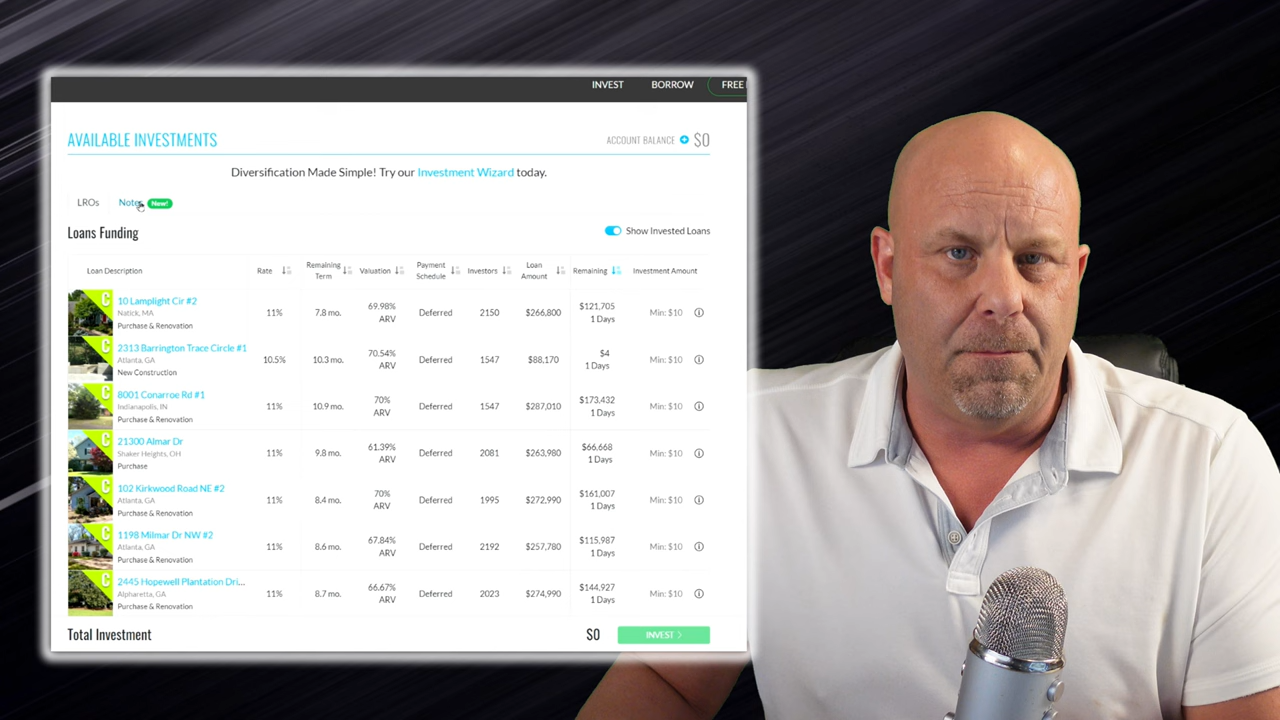 INVEST BORROW FREE
AVAILABLE INVESTMENTS ACCOUNT BALANCE $0
Diversification Made Simple! Try our Investment Wizard today.
LROs Notes New!
Loans Funding Show Invested Loans
Loan Description Rate Remaining Term Valuation Payment Schedule Investors Loan Amount Remaining Investment Amount
C 10 Lamplight Cir #2
Natick, MA
Purchase & Renovation
11% 7.8 mo. 69.98% ARV Deferred 2150 $266,800 $121,705 1 Days Min: $10
C 2313 Barrington Trace Circle #1
Atlanta, GA
New Construction
10.5% 10.3 mo. 70.54% ARV Deferred 1547 $88,170 $4 1 Days Min: $10
C 8001 Conarroe Rd #1
Indianapolis, IN
Purchase & Renovation
11% 10.9 mo. 70% ARV Deferred 1547 $287,010 $173,432 1 Days Min: $10
C 21300 Almar Dr
Shaker Heights, OH
Purchase
11% 9.8 mo. 61.39% ARV Deferred 2081 $263,980 $66,668 1 Days Min: $10
C 102 Kirkwood Road NE #2
Atlanta, GA
Purchase & Renovation
11% 8.4 mo. 70% ARV Deferred 1995 $272,990 $161,007 1 Days Min: $10
C 1198 Milmar Dr NW #2
Atlanta, GA
Purchase & Renovation
11% 8.6 mo. 67.84% ARV Deferred 2192 $257,780 $115,987 1 Days Min: $10
C 2445 Hopewell Plantation Dri...
Alpharetta, GA
Purchase & Renovation
11% 8.7 mo. 66.67% ARV Deferred 2023 $274,990 $144,927 1 Days Min: $10
Total Investment $0 INVEST >